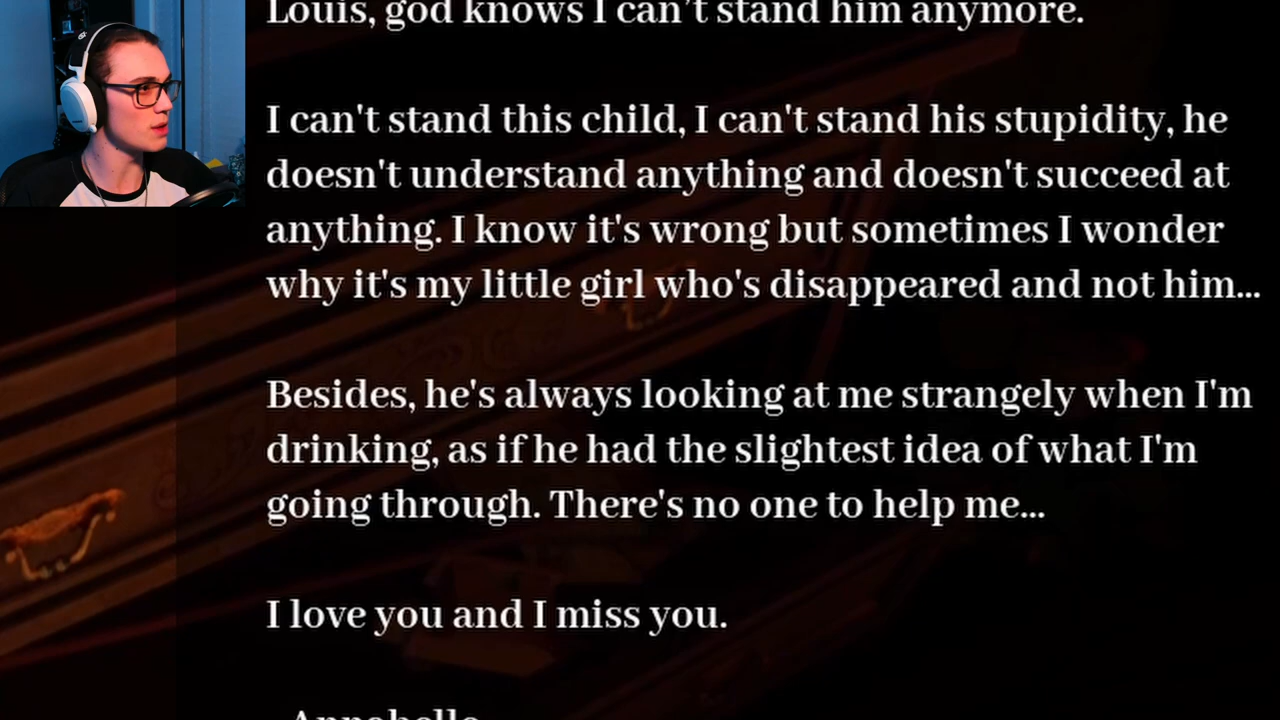 Louis, god knows I can't stand him anymore.
I can't stand this child, I can't stand his stupidity, he
doesn't understand anything and doesn't succeed at
anything. I know it's wrong but sometimes I wonder
why it's my little girl who's disappeared and not him...
Besides, he's always looking at me strangely when I'm
drinking, as if he had the slightest idea of what I'm
going through. There's no one to help me...
I love you and I miss you.